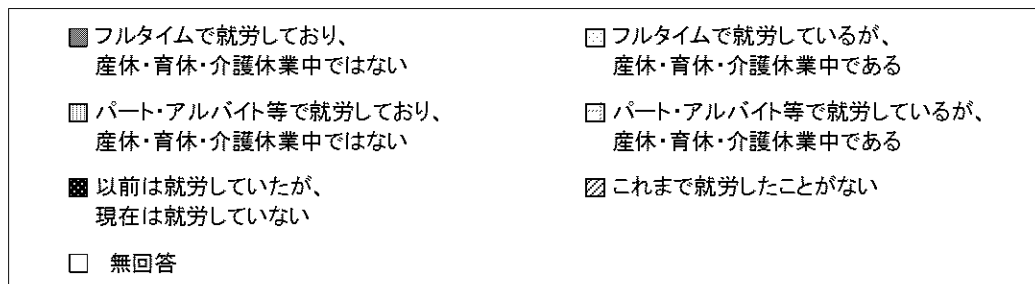 フルタイムで就労しており、
産休・育休・介護休業中ではない
フルタイムで就労しているが、
産休・育休・介護休業中である
パート・アルバイト等で就労しており、
産休・育休・介護休業中ではない
パート・アルバイト等で就労しているが、
産休・育休・介護休業中である
以前は就労していたが、
現在は就労していない
これまで就労したことがない
無回答